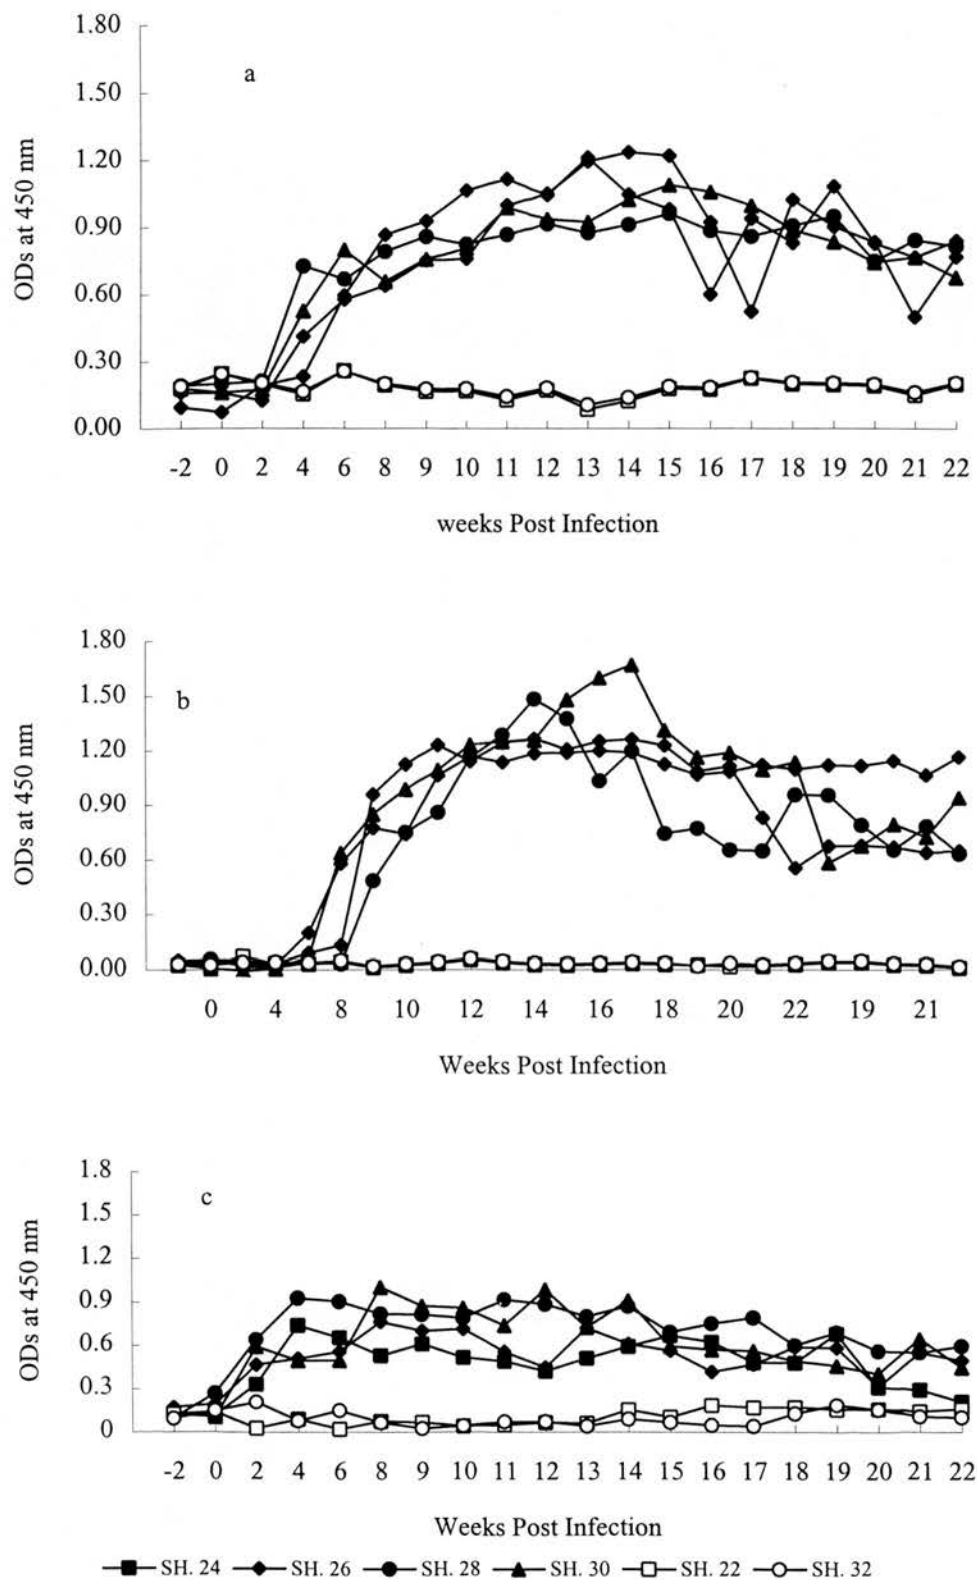 1.80
a
1.50
1.20
0.90
0.60
0.30
0.00
ODs at 450 nm
-2 0 2 4 6 8 9 10 11 12 13 14 15 16 17 18 19 20 21 22
weeks Post Infection
1.80
b
1.50
1.20
0.90
0.60
0.30
0.00
ODs at 450 nm
0 4 8 10 12 14 16 18 20 22 19 21
Weeks Post Infection
1.8
c
1.5
1.2
0.9
0.6
0.3
0
ODs at 450 nm
-2 0 2 4 6 8 9 10 11 12 13 14 15 16 17 18 19 20 21 22
Weeks Post Infection
SH. 24 SH. 26 SH. 28 SH. 30 SH. 22 SH. 32